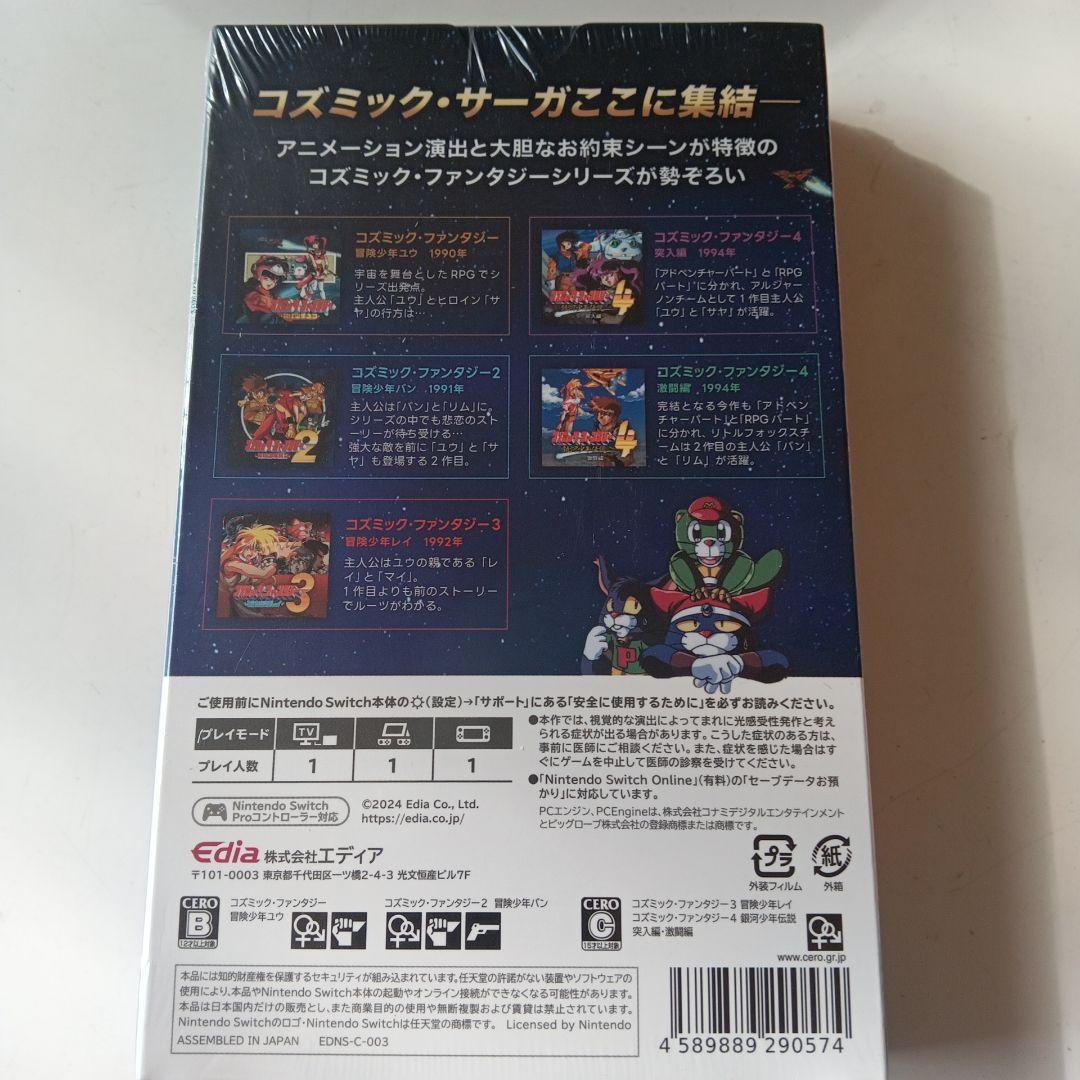 コズミック・サーガここに集結―
アニメーション演出と大胆なお約束シーンが特徴の
コズミック・ファンタジーシリーズが勢ぞろい
コズミック・ファンタジー
冒険少年ユウ 1990年
宇宙を舞台としたRPGでシ
リーズ出発点。
主人公「ユウ」とヒロイン「サ
ヤ」の行方は…
コズミック・ファンタジー4
突入編 1994年
「アドベンチャーパート」と「RPG
パート」に分かれ、アルジャー
ノンチームとして1作目主人公
「ユウ」と「サヤ」が活躍。
4
コズミック・ファンタジー2
冒険少年バン 1991年
主人公は「バン」と「リム」に。
シリーズの中でも悲恋のス
トーリーが待ち受ける…
強大な敵を前に「ユウ」と「サ
ヤ」も登場する2作目。
2
コズミック・ファンタジー4
激闘編 1994年
完結となる今作も「アドベン
チャーパート」と「RPGパート」
に分かれ、リトルフォックスチ
ームは2作目の主人公「バン」
と「リム」が活躍。
4
コズミック・ファンタジー3
冒険少年レイ 1992年
主人公はユウの親である「レ
イ」と「マイ」。
1作目よりも前のストーリー
でルーツがわかる。
3
M
P
ご使用前にNintendo Switch本体の(設定)→「サポート」にある「安全に使用するために」を必ずお読みください。
プレイモード TV
プレイ人数 1 1 1
●本作では、視覚的な演出によってまれに光感受性発作と考え
られる症状が出る場合があります。こうした症状のある方は、
事前に医師にご相談ください。また、症状を感じた場合はす
ぐにゲームを中止して医師の診察を受けてください。
●「Nintendo Switch Online」(有料)の「セーブデータお預
かり」に対応しています。
PCエンジン、PCEngineは、株式会社コナミデジタルエンタテインメント
とビッグローブ株式会社の登録商標または商標です。
Nintendo Switch
Proコントローラー対応
©2024 Edia Co., Ltd.
https://edia.co.jp/
Edia 株式会社エディア
〒101-0003 東京都千代田区一ツ橋2-4-3 光文恒産ビル7F
プラ
外装フィルム
紙
外箱
CERO
B
12才以上対象
コズミック・ファンタジー
冒険少年ユウ
コズミック・ファンタジー2 冒険少年バン
CERO
C
15才以上対象
コズミック・ファンタジー3 冒険少年レイ
コズミック・ファンタジー4 銀河少年伝説
突入編・激闘編
www.cero.gr.jp
本品には知的財産権を保護するセキュリティが組み込まれています。任天堂の許諾がない装置やソフトウェアの
使用により、本品やNintendo Switch本体の起動やオンライン接続ができなくなる可能性があります。
本品は日本国内だけの販売とし、また商業目的の使用や無断複製および賃貸は禁止されています。
Nintendo Switchのロゴ・Nintendo Switchは任天堂の商標です。 Licensed by Nintendo
ASSEMBLED IN JAPAN EDNS-C-003
4 589889 290574